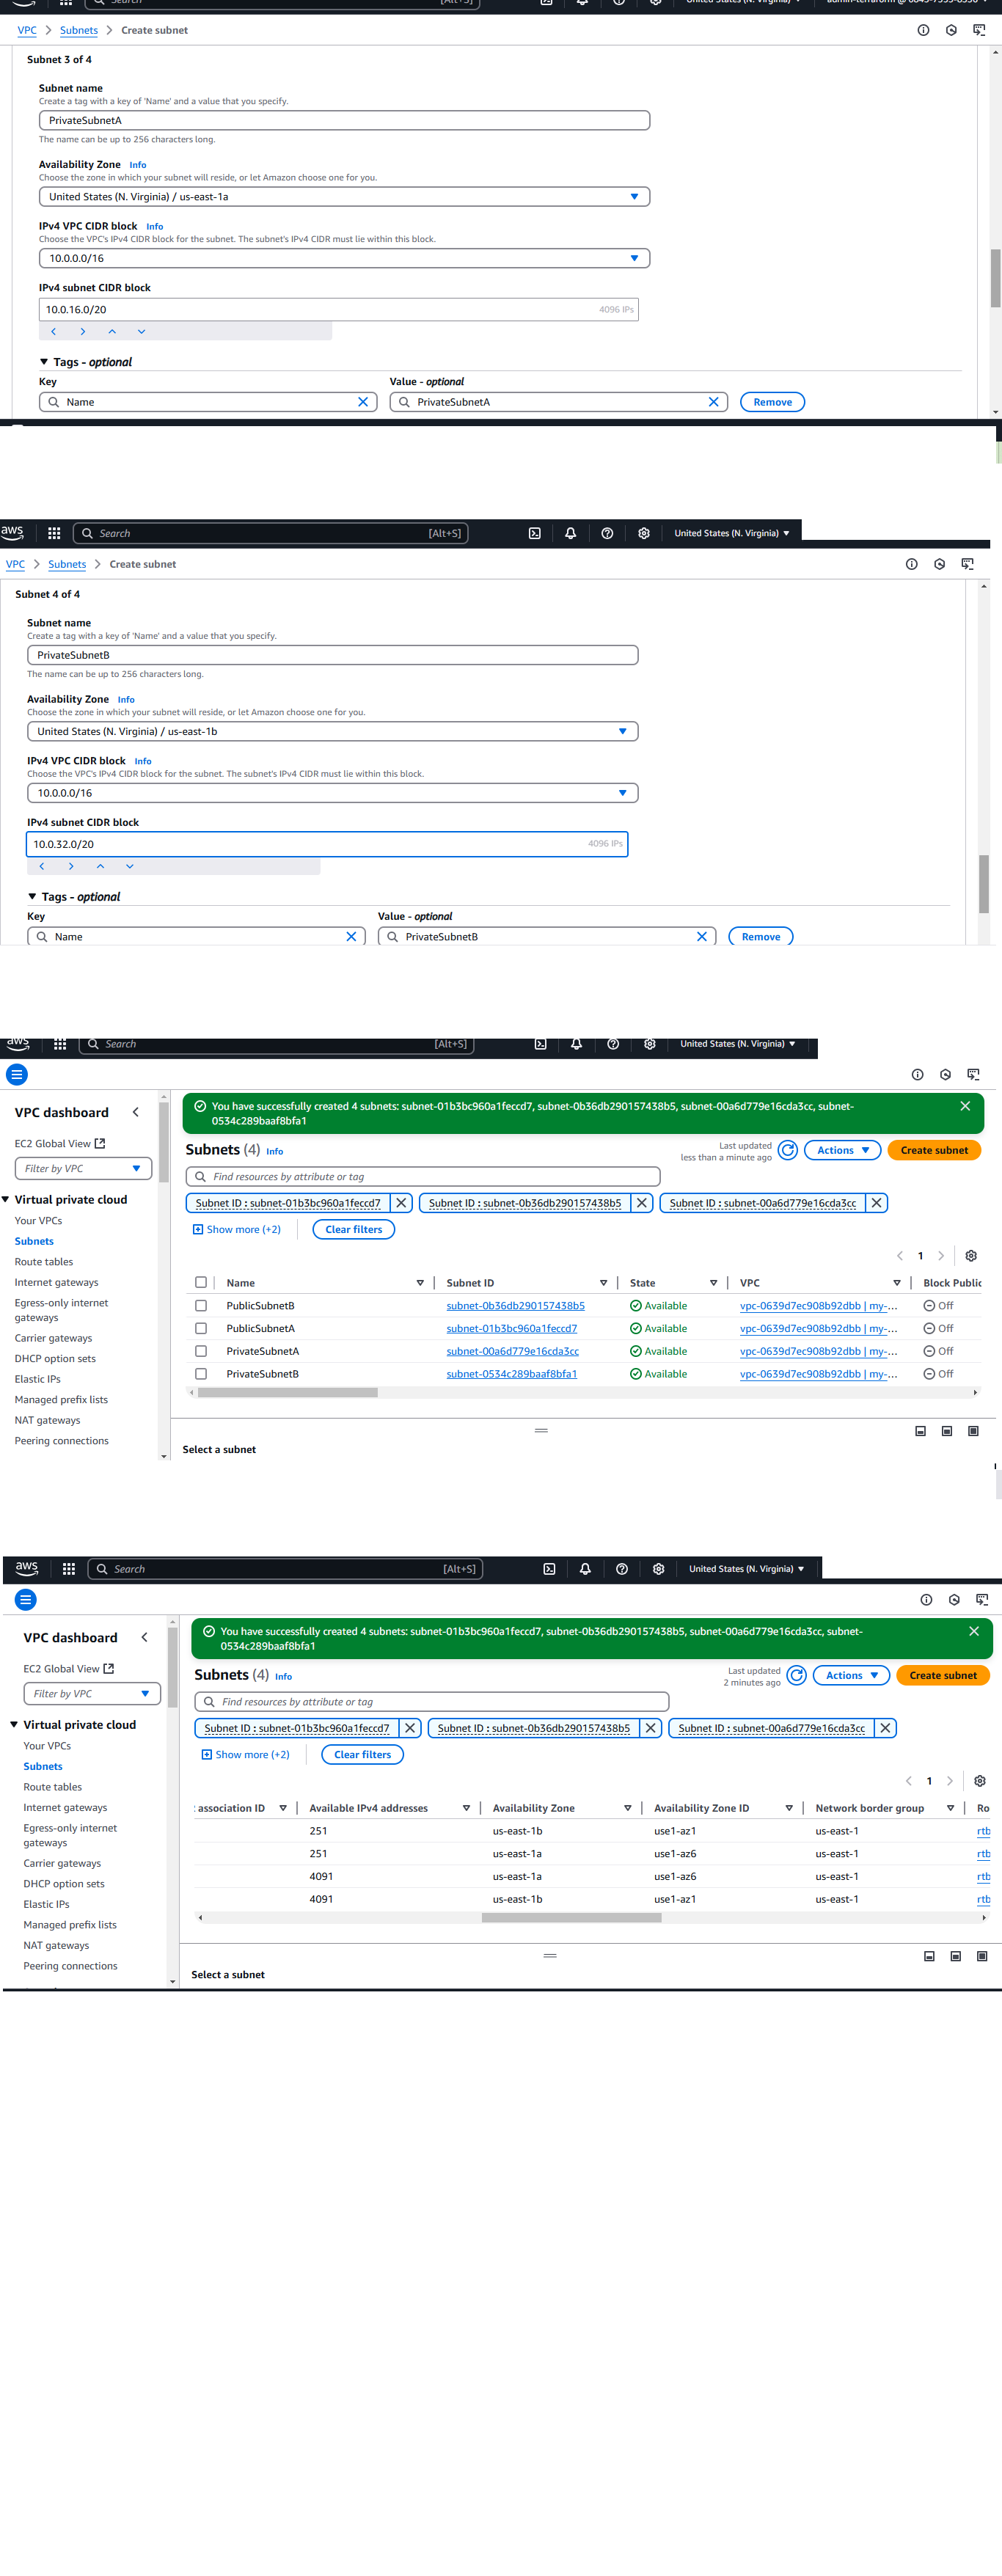 Search [Alt+S] United States (N. Virginia)
VPC Subnets Create subnet
Subnet 3 of 4
Subnet name
Create a tag with a key of 'Name' and a value that you specify.
PrivateSubnetA
The name can be up to 256 characters long.
Availability Zone Info
Choose the zone in which your subnet will reside, or let Amazon choose one for you.
United States (N. Virginia) / us-east-1a
IPv4 VPC CIDR block Info
Choose the VPC's IPv4 CIDR block for the subnet. The subnet's IPv4 CIDR must lie within this block.
10.0.0.0/16
IPv4 subnet CIDR block
10.0.16.0/20 4096 IPs
Tags - optional
Key Value - optional
Name PrivateSubnetA Remove
aws Search [Alt+S] United States (N. Virginia)
VPC Subnets Create subnet
Subnet 4 of 4
Subnet name
Create a tag with a key of 'Name' and a value that you specify.
PrivateSubnetB
The name can be up to 256 characters long.
Availability Zone Info
Choose the zone in which your subnet will reside, or let Amazon choose one for you.
United States (N. Virginia) / us-east-1b
IPv4 VPC CIDR block Info
Choose the VPC's IPv4 CIDR block for the subnet. The subnet's IPv4 CIDR must lie within this block.
10.0.0.0/16
IPv4 subnet CIDR block
10.0.32.0/20 4096 IPs
Tags - optional
Key Value - optional
Name PrivateSubnetB Remove
aws Search [Alt+S] United States (N. Virginia)
VPC dashboard
EC2 Global View
Filter by VPC
Virtual private cloud
Your VPCs
Subnets
Route tables
Internet gateways
Egress-only internet
gateways
Carrier gateways
DHCP option sets
Elastic IPs
Managed prefix lists
NAT gateways
Peering connections
You have successfully created 4 subnets: subnet-01b3bc960a1feccd7, subnet-0b36db290157438b5, subnet-00a6d779e16cda3cc, subnet-
0534c289baaf8bfa1
Subnets (4) Info
Last updated
less than a minute ago
Actions Create subnet
Find resources by attribute or tag
Subnet ID : subnet-01b3bc960a1feccd7 Subnet ID : subnet-0b36db290157438b5 Subnet ID : subnet-00a6d779e16cda3cc
Show more (+2) Clear filters
1
Name Subnet ID State VPC Block Public
PublicSubnetB subnet-0b36db290157438b5 Available vpc-0639d7ec908b92dbb | my-... Off
PublicSubnetA subnet-01b3bc960a1feccd7 Available vpc-0639d7ec908b92dbb | my-... Off
PrivateSubnetA subnet-00a6d779e16cda3cc Available vpc-0639d7ec908b92dbb | my-... Off
PrivateSubnetB subnet-0534c289baaf8bfa1 Available vpc-0639d7ec908b92dbb | my-... Off
Select a subnet
aws Search [Alt+S] United States (N. Virginia)
VPC dashboard
EC2 Global View
Filter by VPC
Virtual private cloud
Your VPCs
Subnets
Route tables
Internet gateways
Egress-only internet
gateways
Carrier gateways
DHCP option sets
Elastic IPs
Managed prefix lists
NAT gateways
Peering connections
You have successfully created 4 subnets: subnet-01b3bc960a1feccd7, subnet-0b36db290157438b5, subnet-00a6d779e16cda3cc, subnet-
0534c289baaf8bfa1
Subnets (4) Info
Last updated
2 minutes ago
Actions Create subnet
Find resources by attribute or tag
Subnet ID : subnet-01b3bc960a1feccd7 Subnet ID : subnet-0b36db290157438b5 Subnet ID : subnet-00a6d779e16cda3cc
Show more (+2) Clear filters
1
association ID Available IPv4 addresses Availability Zone Availability Zone ID Network border group Ro
251 us-east-1b use1-az1 us-east-1 rtb
251 us-east-1a use1-az6 us-east-1 rtb
4091 us-east-1a use1-az6 us-east-1 rtb
4091 us-east-1b use1-az1 us-east-1 rtb
Select a subnet